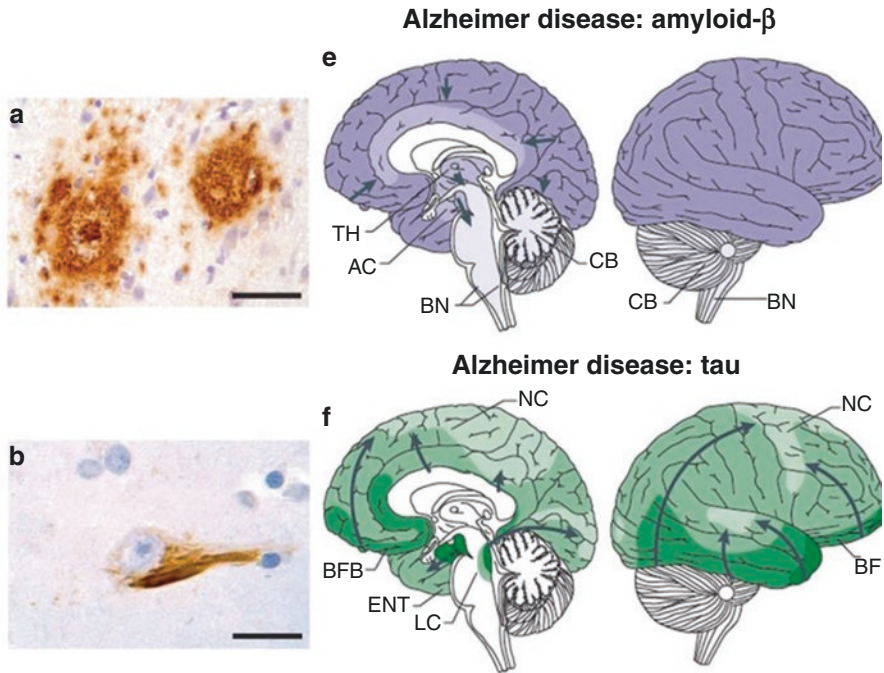 Alzheimer disease: amyloid-β
a
e
TH
AC
BN
CB
CB
BN
Alzheimer disease: tau
b
f
NC
NC
BFB
ENT
LC
BF